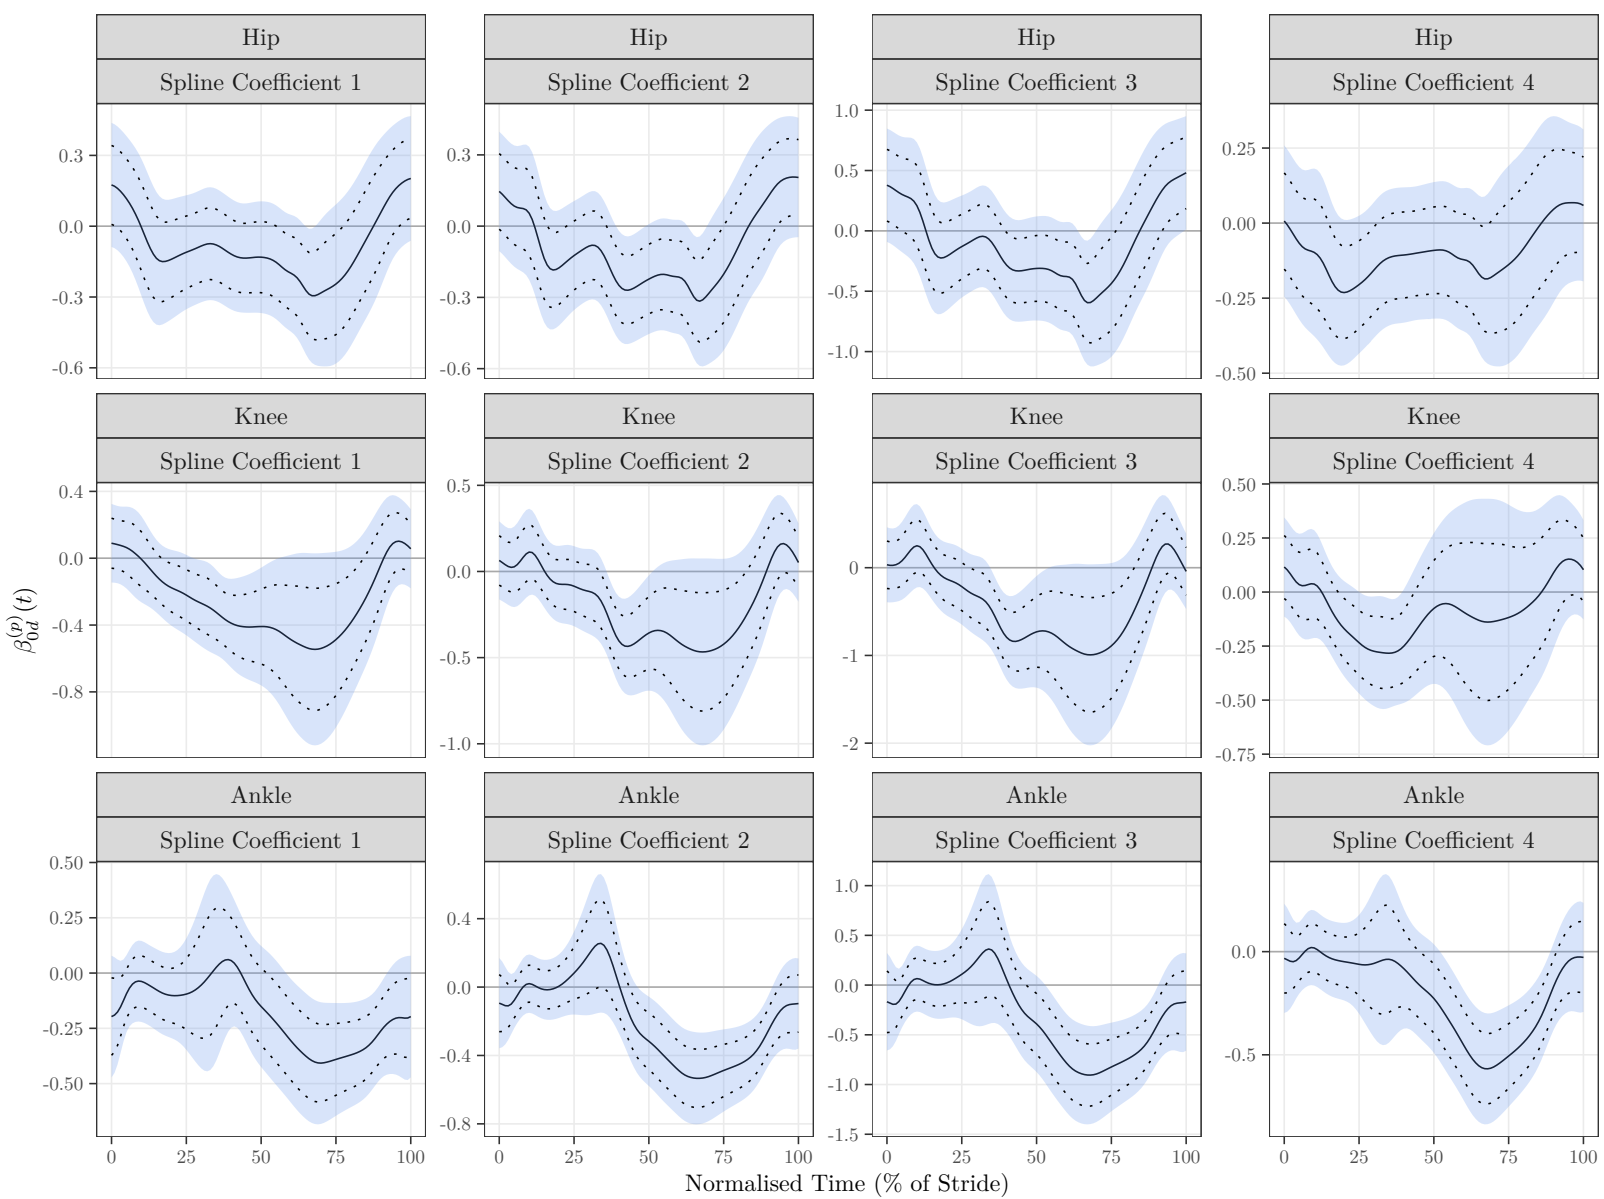 Hip Hip Hip Hip
Spline Coefficient 1 Spline Coefficient 2 Spline Coefficient 3 Spline Coefficient 4
0.3 0.0 -0.3 -0.6
0.3 0.0 -0.3 -0.6
1.0 0.5 0.0 -0.5 -1.0
0.25 0.00 -0.25 -0.50
Knee Knee Knee Knee
Spline Coefficient 1 Spline Coefficient 2 Spline Coefficient 3 Spline Coefficient 4
0.4 0.0 -0.4 -0.8
0.5 0.0 -0.5 -1.0
0 -1 -2
0.50 0.25 0.00 -0.25 -0.50 -0.75
β0d(p)(t)
Ankle Ankle Ankle Ankle
Spline Coefficient 1 Spline Coefficient 2 Spline Coefficient 3 Spline Coefficient 4
0.50 0.25 0.00 -0.25 -0.50
0.4 0.0 -0.4 -0.8
1.0 0.5 0.0 -0.5 -1.0 -1.5
0.0 -0.5
0 25 50 75 100 0 25 50 75 100 0 25 50 75 100 0 25 50 75 100
Normalised Time (% of Stride)